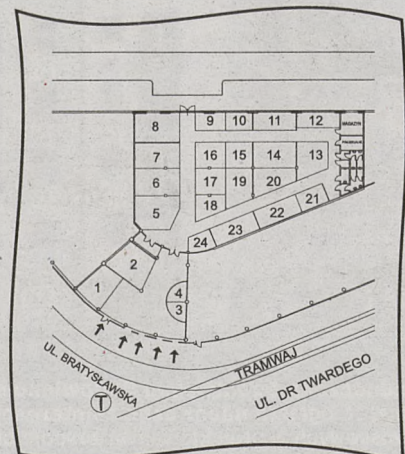 8 9 10 11 12 MAGAZYN
7 16 15 14 13
6 17 19 20
5 18
24 23 22 21
2
1
4
3
UL. BRATYSŁAWSKA
TRAMWAJ
UL. DR TWARDEGO
T